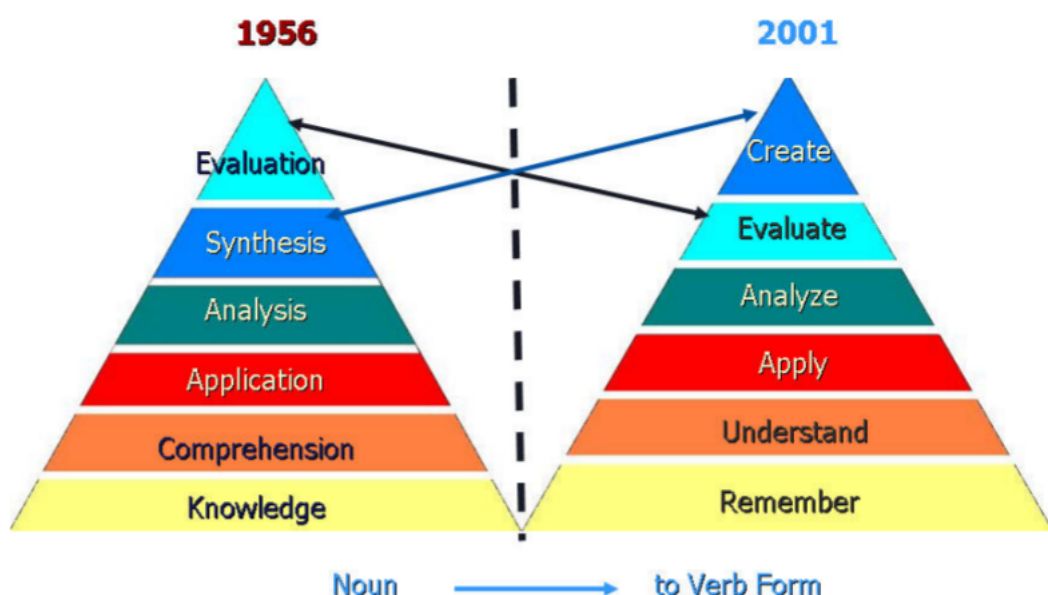 1956
2001
Evaluation
Synthesis
Analysis
Application
Comprehension
Knowledge
Create
Evaluate
Analyze
Apply
Understand
Remember
Noun to Verb Form